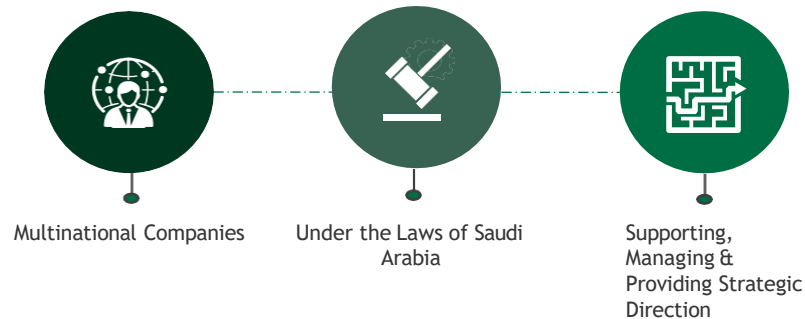 Multinational Companies
Under the Laws of Saudi
Arabia
Supporting,
Managing &
Providing Strategic
Direction